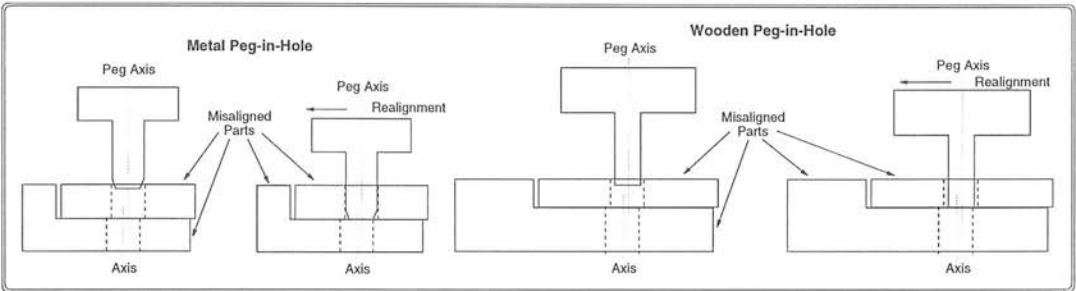 Metal Peg-in-Hole
Peg Axis
Misaligned
Parts
Peg Axis
Realignment
Axis
Axis
Wooden Peg-in-Hole
Peg Axis
Misaligned
Parts
Peg Axis
Realignment
Axis
Axis